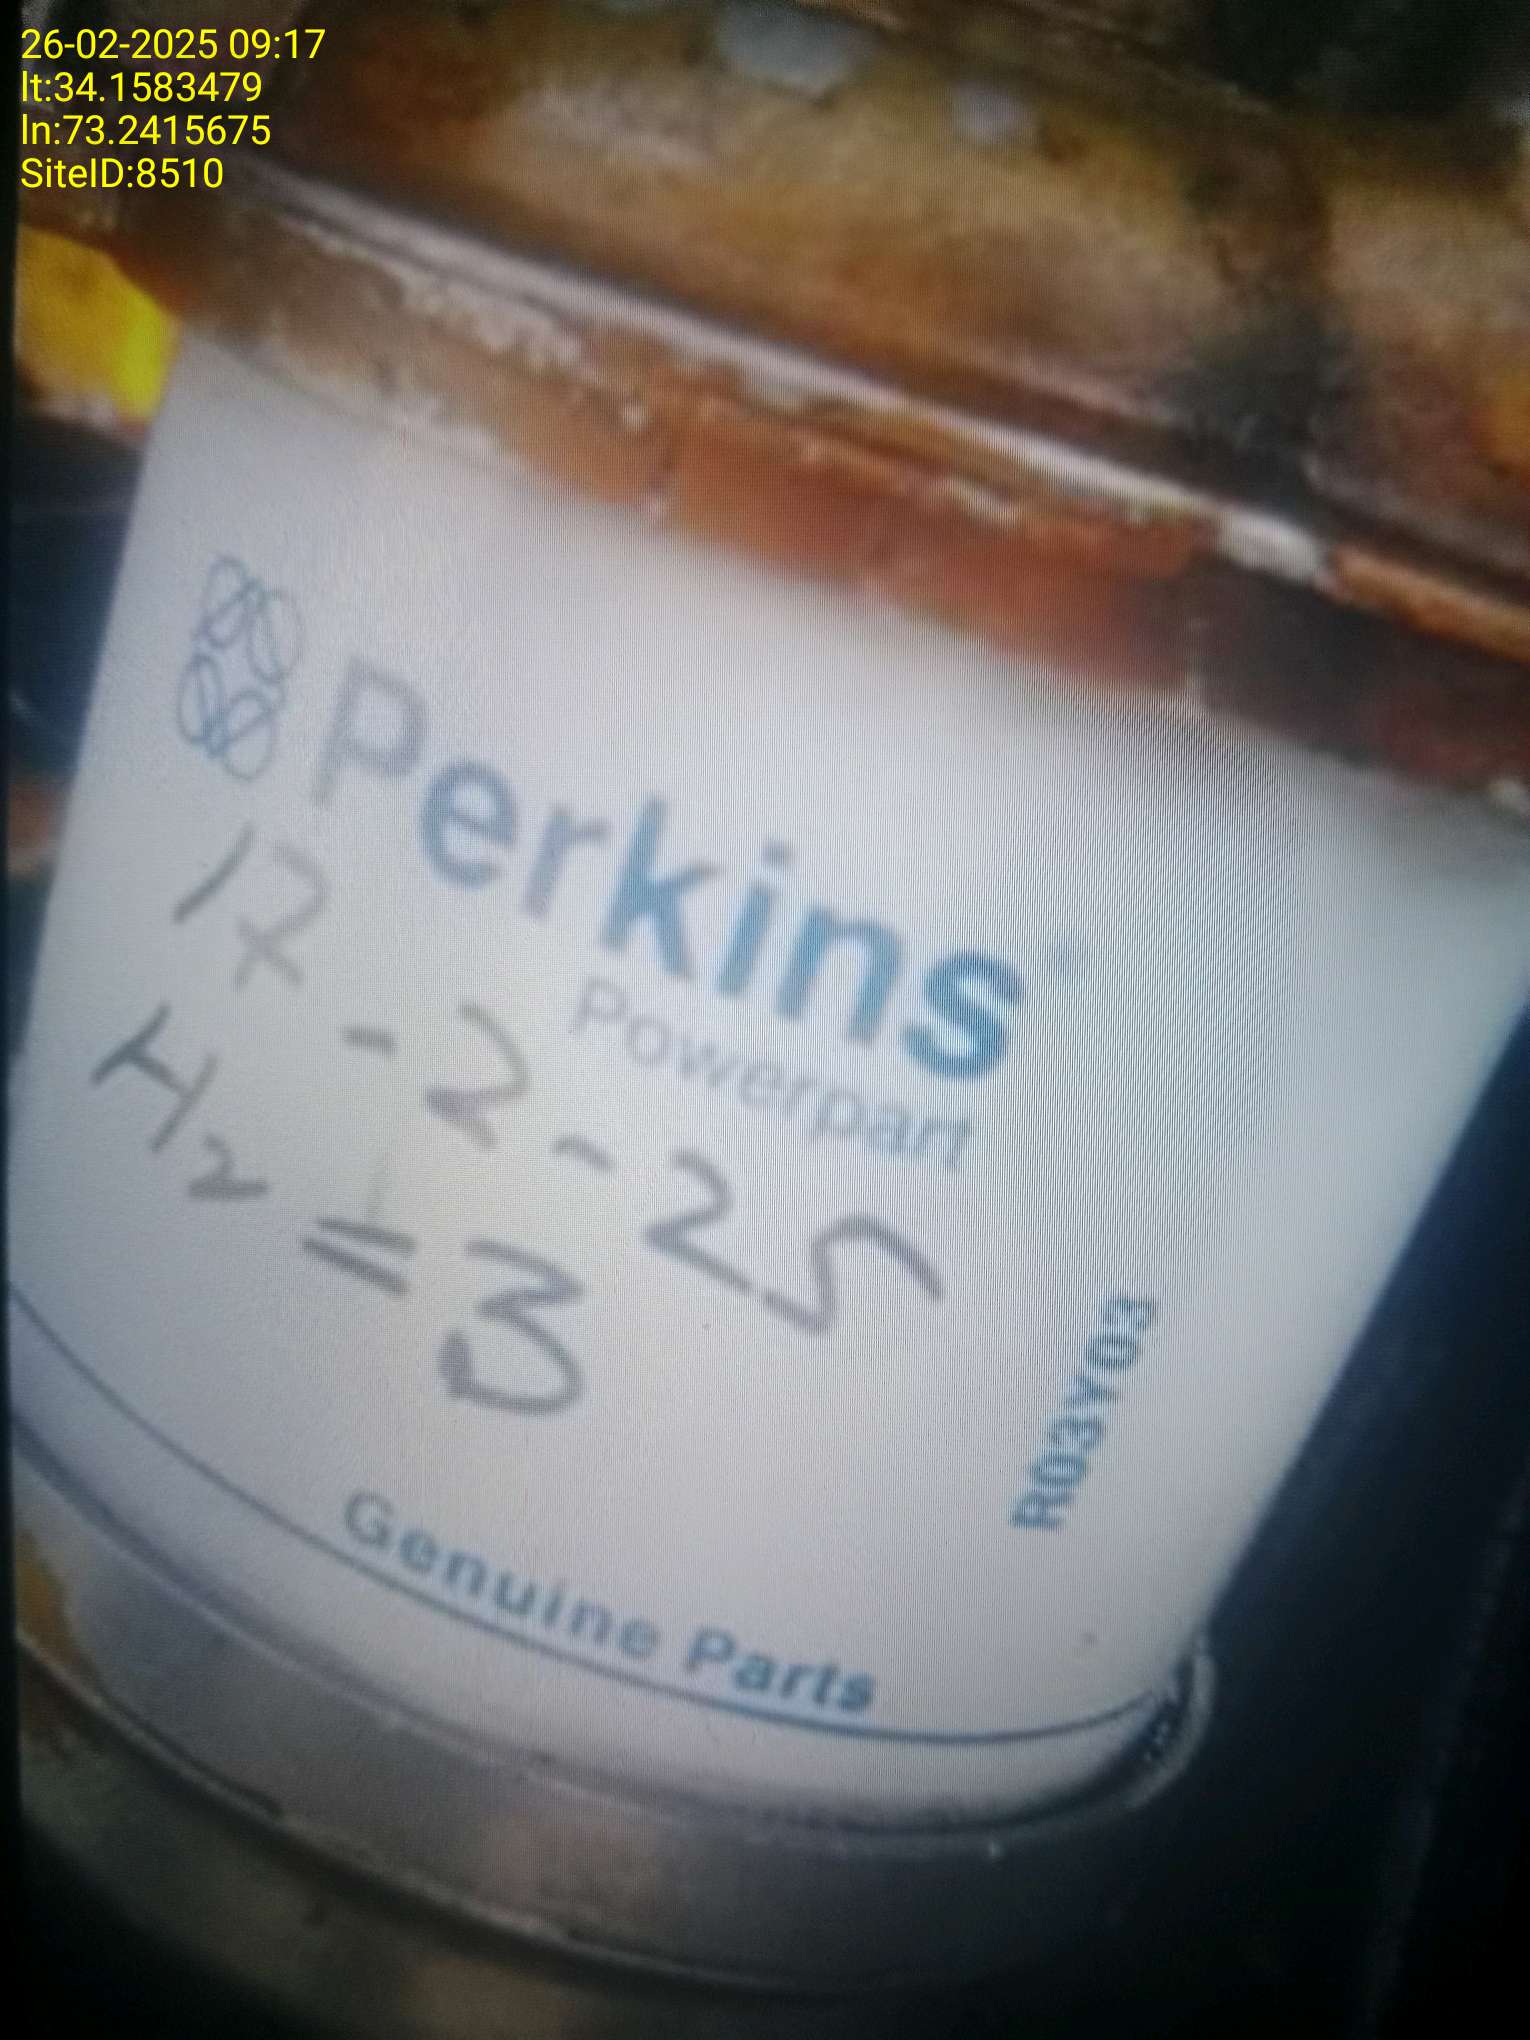 26-02-2025 09:17
lt:34.1583479
ln:73.2415675
SiteID:8510
Perkins
Powerpart
17-2-25
H2=3
R03Y03
Genuine Parts